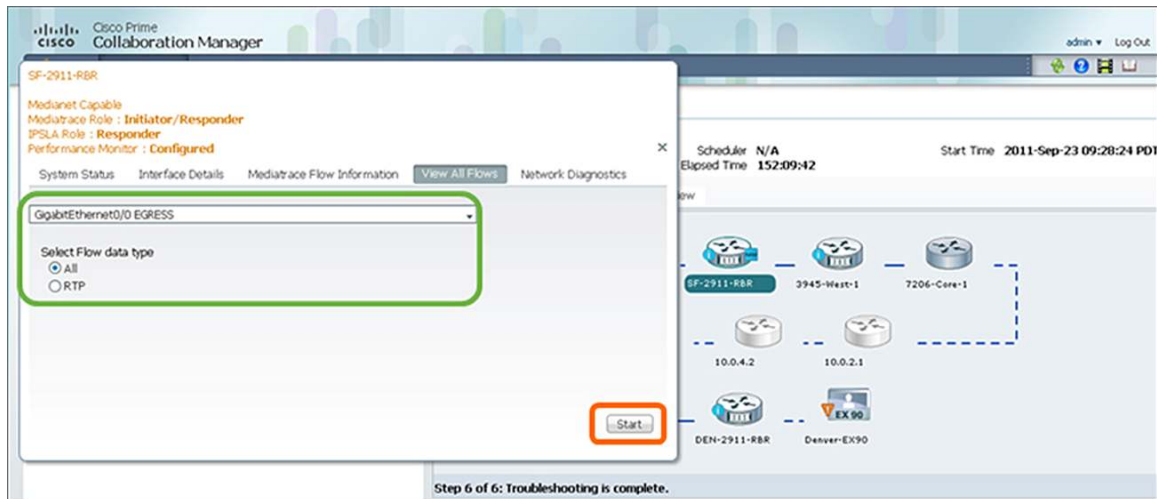 Cisco Prime
CISCO Collaboration Manager
admin Log Out
SF-2911-RBR
Medianet Capable
Mediatrace Role : Initiator/Responder
IPSLA Role : Responder
Performance Monitor : Configured
Scheduler N/A
Start Time 2011-Sep-23 09:28:24 PDT
Elapsed Time 152:09:42
System Status Interface Details Mediatrace Flow Information View All Flows Network Diagnostics
GigabitEthernet0/0 EGRESS
Select Flow data type
All
RTP
Start
SF-2911-RBR
3945-West-1
7206-Core-1
10.0.4.2
10.0.2.1
DEN-2911-RBR
EX 90
Denver-EX90
Step 6 of 6: Troubleshooting is complete.